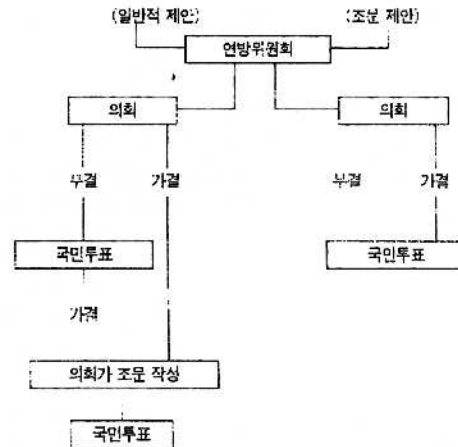 (일반적 제안) (조문 제안)
연방위원회
의회 의회
부결 가결 부결 가결
국민투표 국민투표
가결
의회가 조문 작성
국민투표